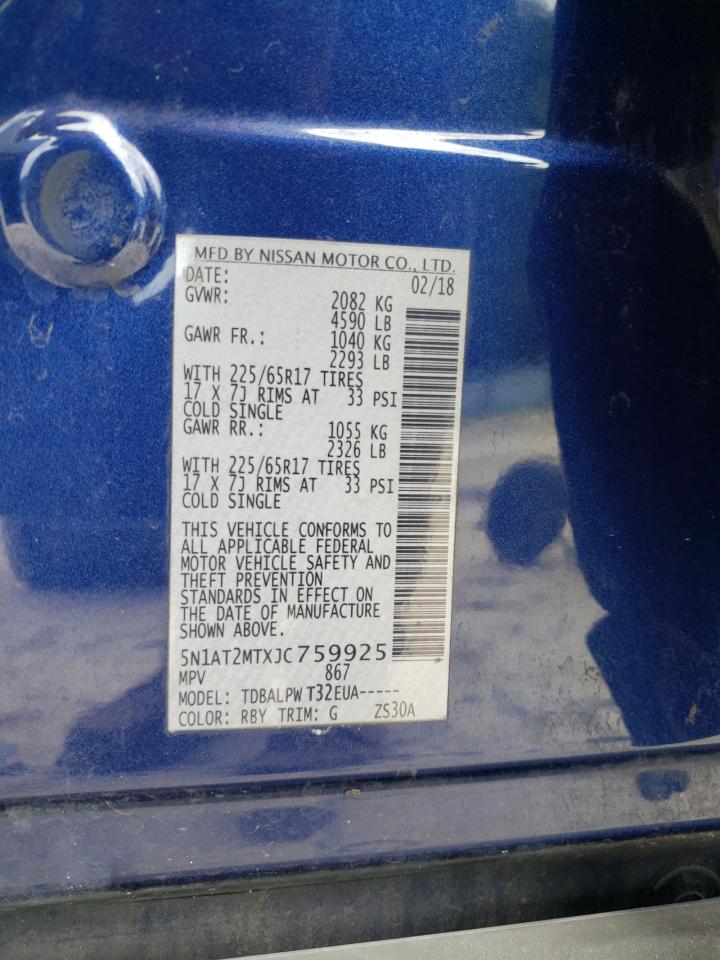 MFD BY NISSAN MOTOR CO., LTD.
DATE: 02/18
GVWR: 2082 KG
4590 LB
GAWR FR.: 1040 KG
2293 LB
WITH 225/65R17 TIRES
17 X 7J RIMS AT 33 PSI
COLD SINGLE
GAWR RR.: 1055 KG
2326 LB
WITH 225/65R17 TIRES
17 X 7J RIMS AT 33 PSI
COLD SINGLE
THIS VEHICLE CONFORMS TO
ALL APPLICABLE FEDERAL
MOTOR VEHICLE SAFETY AND
THEFT PREVENTION
STANDARDS IN EFFECT ON
THE DATE OF MANUFACTURE
SHOWN ABOVE.
5N1AT2MTXJC759925
MPV 867
MODEL: TDBALPW T32EUA-----
COLOR: RBY TRIM: G ZS30A